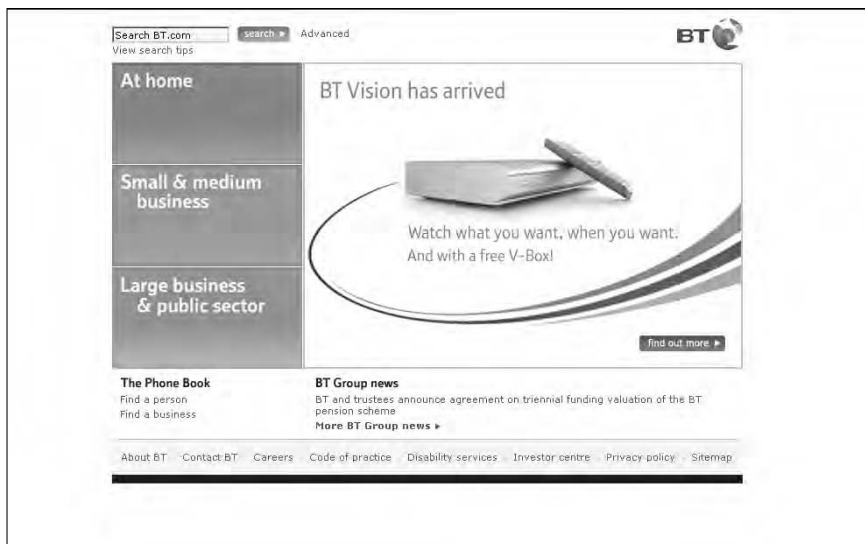 Search BT.com search Advanced
View search tips
BT
At home
Small & medium
business
Large business
& public sector
BT Vision has arrived
Watch what you want, when you want.
And with a free V-Box!
find out more
The Phone Book
Find a person
Find a business
BT Group news
BT and trustees announce agreement on triennial funding valuation of the BT
pension scheme
More BT Group news
About BT Contact BT Careers Code of practice Disability services Investor centre Privacy policy Sitemap